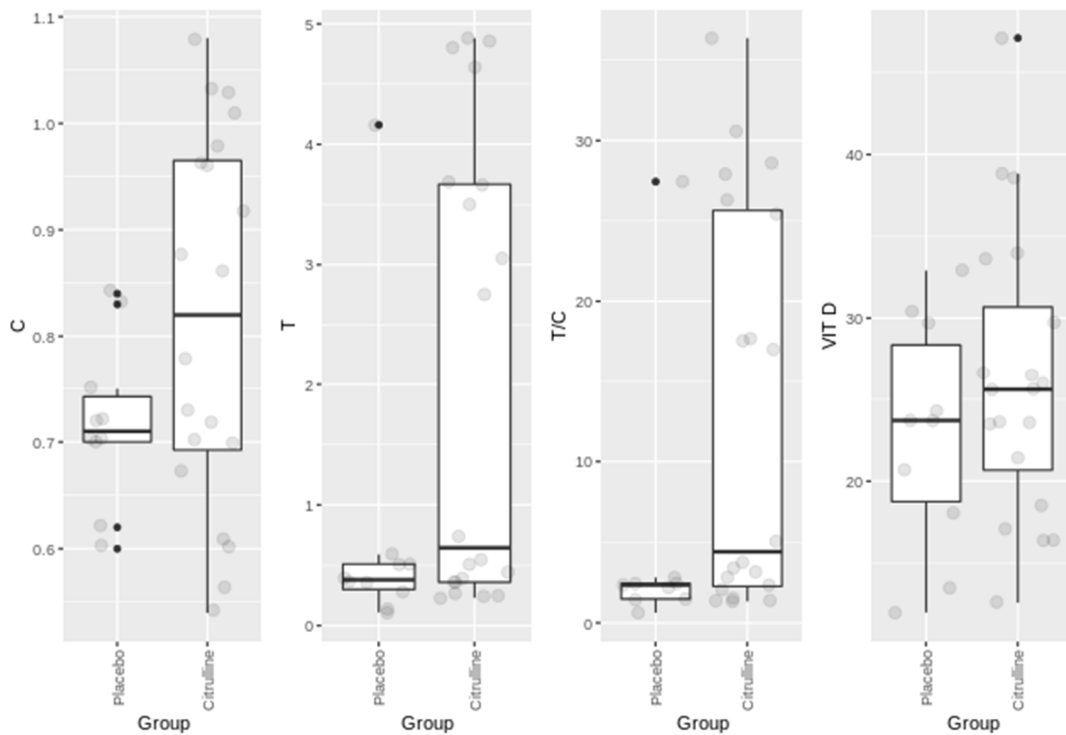 C
1.1
1.0
0.9
0.8
0.7
0.6
Placebo
Citrulline
Group
T
5
4
3
2
1
0
Placebo
Citrulline
Group
T/C
30
20
10
0
Placebo
Citrulline
Group
VIT D
40
30
20
Placebo
Citrulline
Group